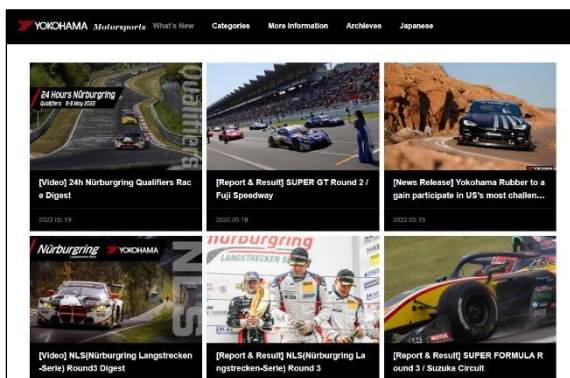 YOKOHAMA Motorsports What's New Categories More Information Archieves Japanese
24 Hours Nürburgring
Qualifiers 6-8 May 2022
Qualifiers
[Video] 24h Nürburgring Qualifiers Rac
e Digest
2022.05.19
[Report & Result] SUPER GT Round 2 /
Fuji Speedway
2022.05.18
[News Release] Yokohama Rubber to a
gain participate in US's most challen...
2022.05.13
Nürburgring YOKOHAMA
Langstrecken-Serie
NLS
[Video] NLS(Nürburgring Langstrecken
-Serie) Round3 Digest
nürburgring
LANGSTRECKEN SE
[Report & Result] NLS(Nürburgring La
ngstrecken-Serie) Round 3
MOTUL
[Report & Result] SUPER FORMULA R
ound 3 / Suzuka Circuit